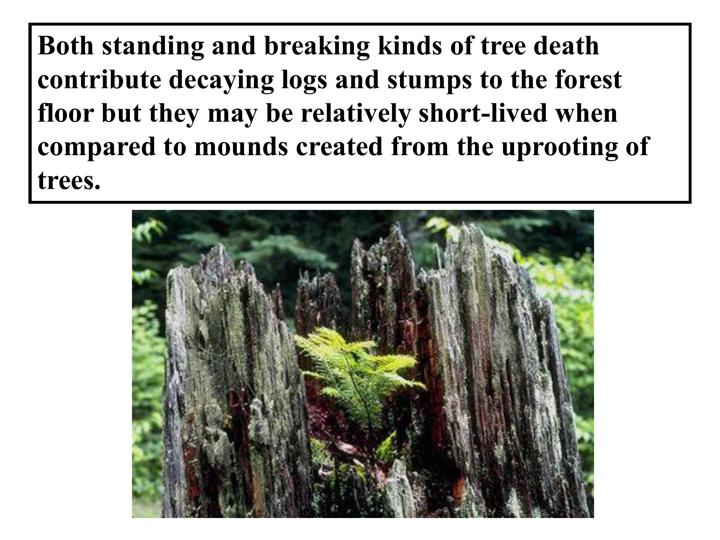 Both standing and breaking kinds of tree death
contribute decaying logs and stumps to the forest
floor but they may be relatively short-lived when
compared to mounds created from the uprooting of
trees.